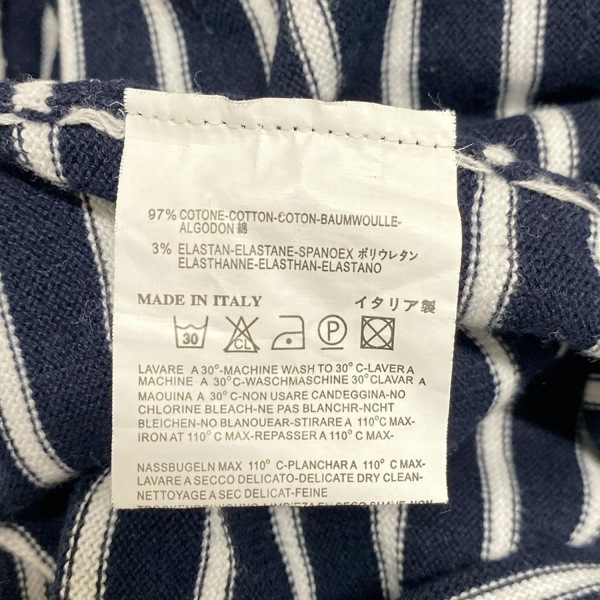 97% COTONE-COTTON-COTON-BAUMWOULLE-
ALGODON 綿
3% ELASTAN-ELASTANE-SPANOEX ポリウレタン
ELASTHANNE-ELASTHAN-ELASTANO
MADE IN ITALY イタリア製
30 CL P
LAVARE A 30°-MACHINE WASH TO 30° C-LAVER A
MACHINE A 30°C-WASCHMASCHINE 30°CLAVAR A
MAOUINA A 30° C-NON USARE CANDEGGINA-NO
CHLORINE BLEACH-NE PAS BLANCHR-NCHT
BLEICHEN-NO BLANOUEAR-STIRARE A 110°C MAX-
IRON AT 110° C MAR-REPASSER A 110°C MAX-
NASSBUGELN MAX 110° C-PLANCHAR A 110° C MAX-
LAVARE A SECCO DELICATO-DELICATE DRY CLEAN-
NETTOYAGE A SEC DELICAT-FEINE